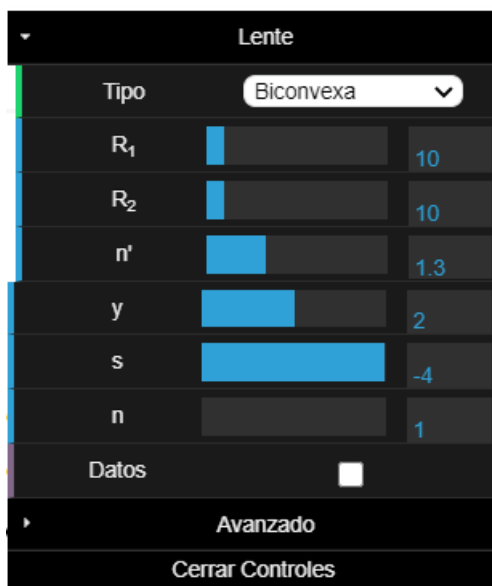 Lente
Tipo Biconvexa
R₁ 10
R₂ 10
n' 1.3
y 2
s -4
n 1
Datos
Avanzado
Cerrar Controles